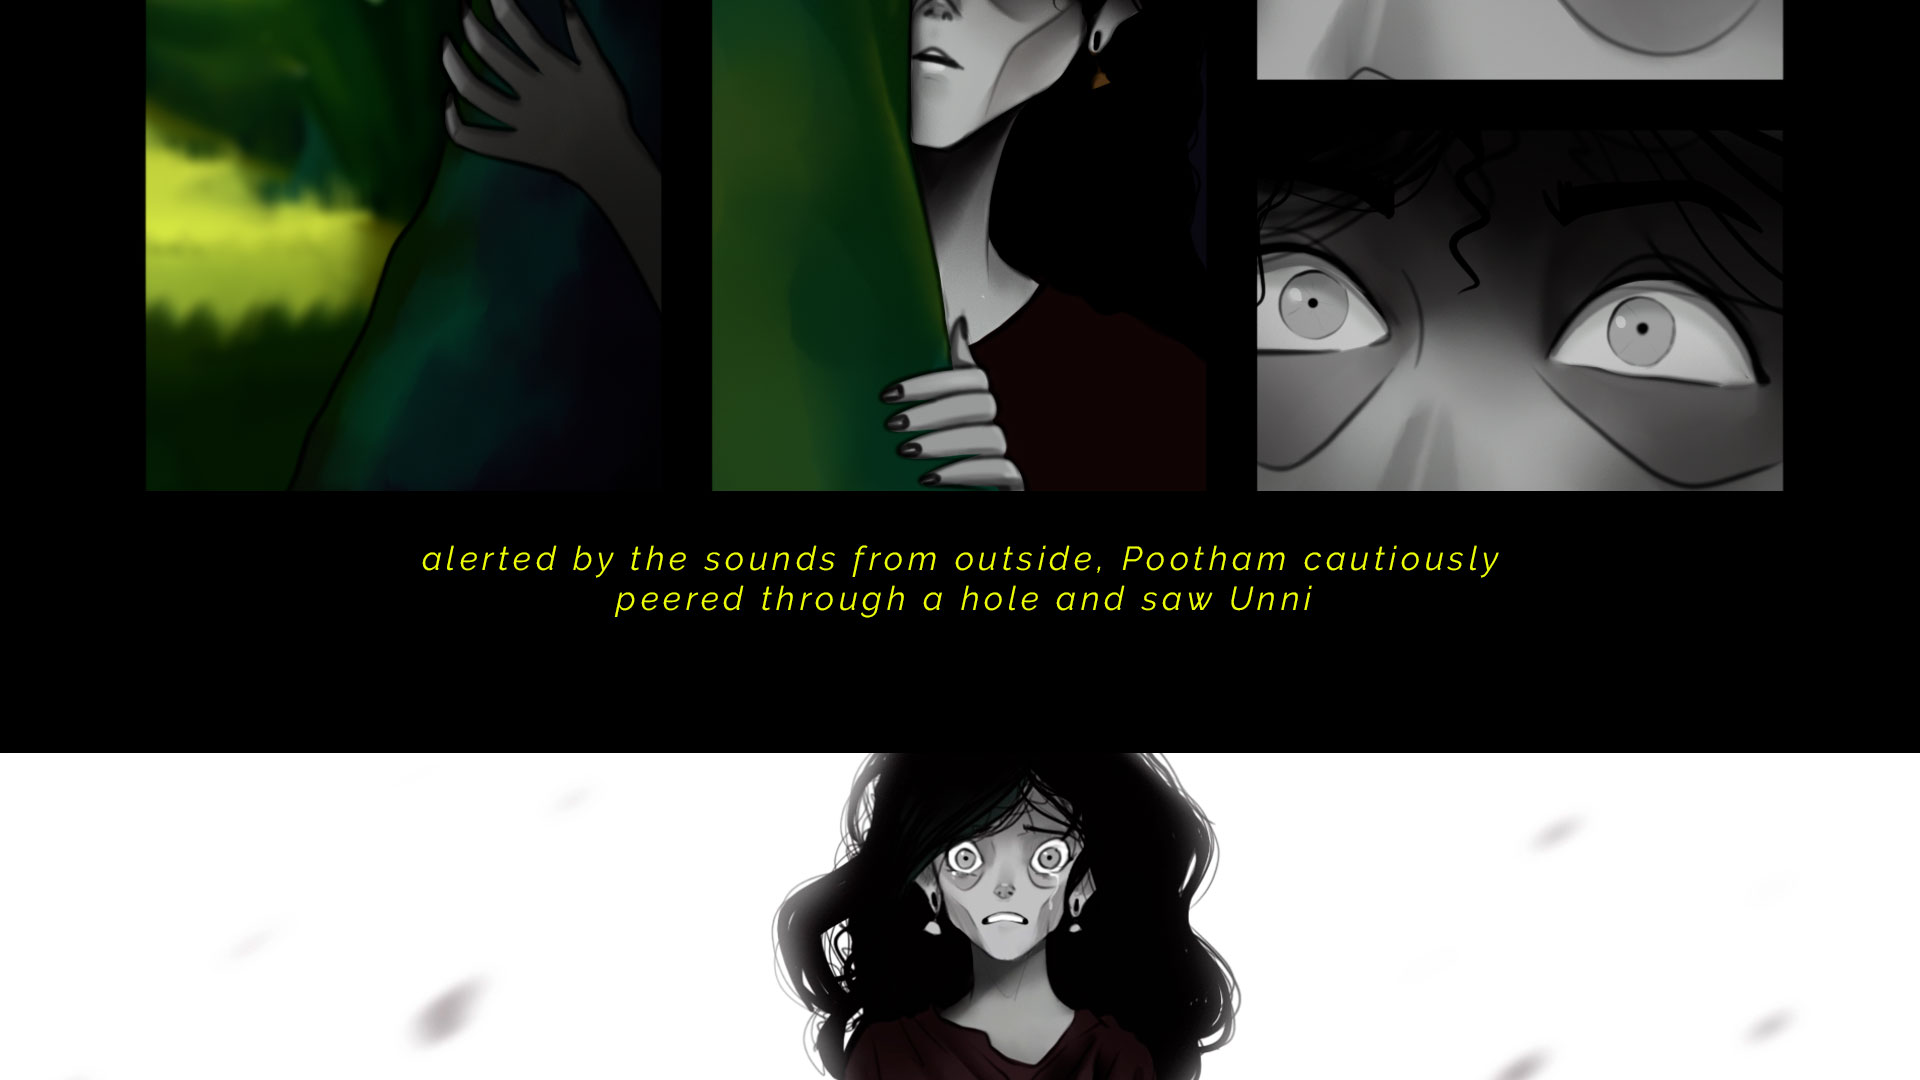 alerted by the sounds from outside, Pootham cautiously
peered through a hole and saw Unni